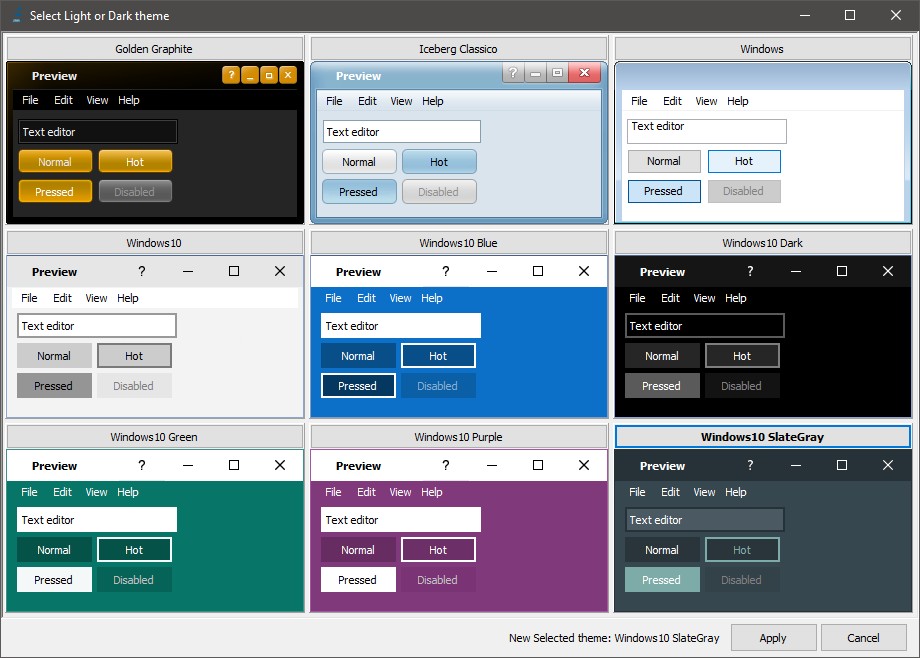 Select Light or Dark theme
Golden Graphite
Preview
?
File Edit View Help
Text editor
Normal Hot
Pressed Disabled
Iceberg Classico
Preview
?
File Edit View Help
Text editor
Normal Hot
Pressed Disabled
Windows
File Edit View Help
Text editor
Normal Hot
Pressed Disabled
Windows10
Preview ?
File Edit View Help
Text editor
Normal Hot
Pressed Disabled
Windows10 Blue
Preview ?
File Edit View Help
Text editor
Normal Hot
Pressed Disabled
Windows10 Dark
Preview ?
File Edit View Help
Text editor
Normal Hot
Pressed Disabled
Windows10 Green
Preview ?
File Edit View Help
Text editor
Normal Hot
Pressed Disabled
Windows10 Purple
Preview ?
File Edit View Help
Text editor
Normal Hot
Pressed Disabled
Windows10 SlateGray
Preview ?
File Edit View Help
Text editor
Normal Hot
Pressed Disabled
New Selected theme: Windows10 SlateGray Apply Cancel